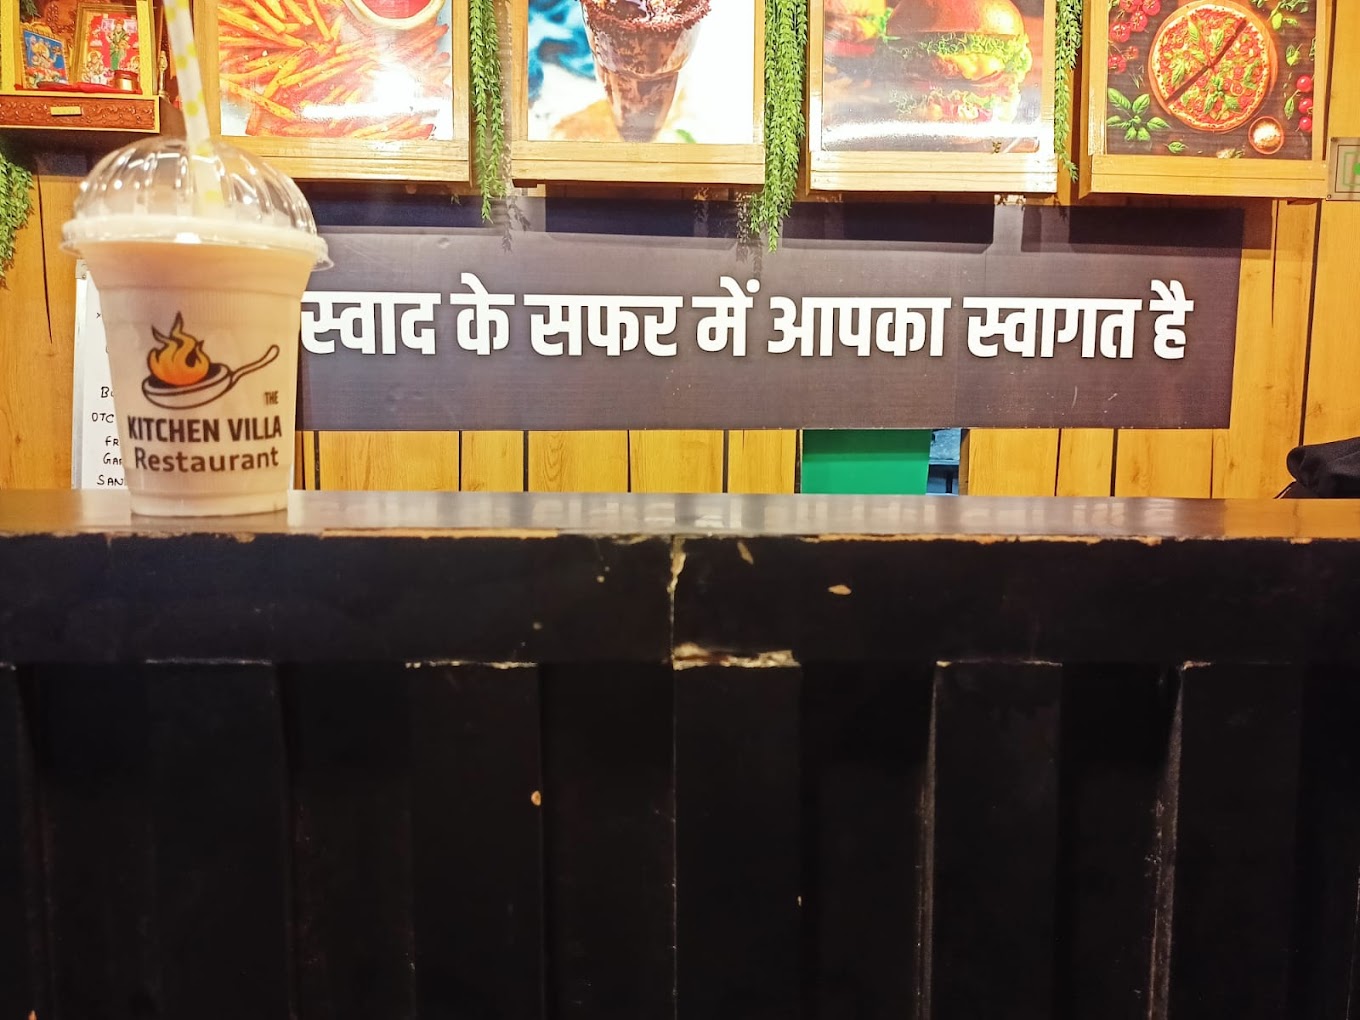 स्वाद के सफर में आपका स्वागत है
THE
KITCHEN VILLA
Restaurant